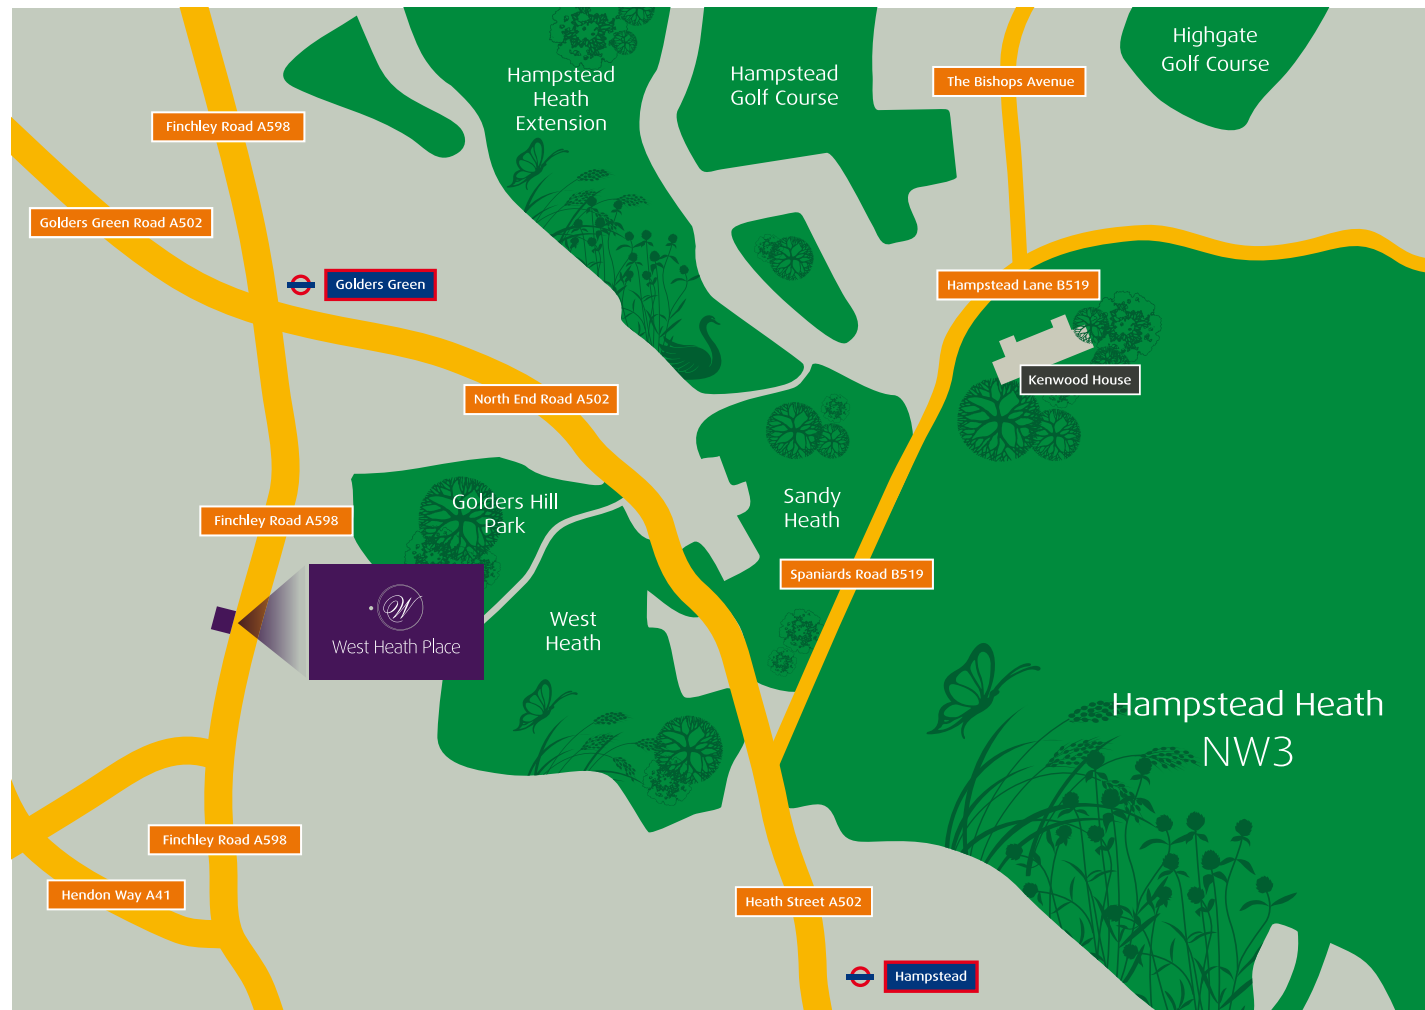 Highgate
Golf Course
Hampstead
Heath
Extension
Hampstead
Golf Course
The Bishops Avenue
Finchley Road A598
Golders Green Road A502
Golders Green
Hampstead Lane B519
Kenwood House
North End Road A502
Golders Hill
Park
Sandy
Heath
Finchley Road A598
Spaniards Road B519
W
West Heath Place
West
Heath
Hampstead Heath
NW3
Finchley Road A598
Hendon Way A41
Heath Street A502
Hampstead